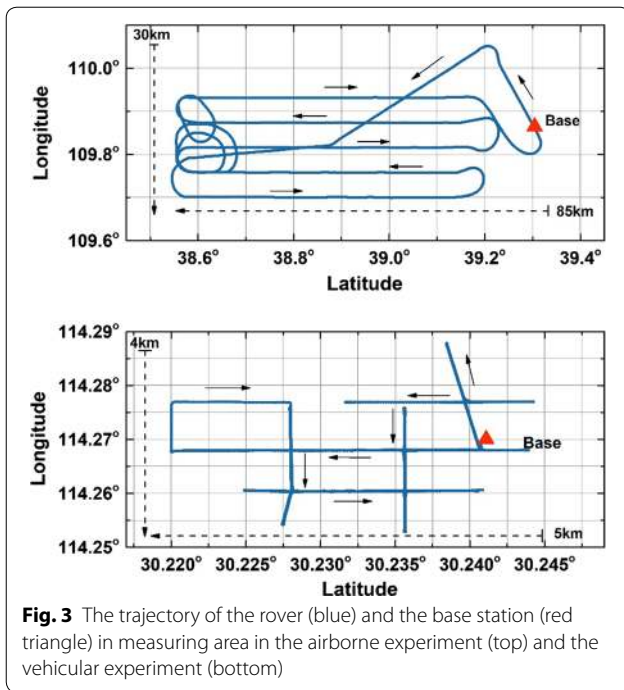 30km
110.0°
109.8°
109.6°
Longitude
Base
85km
38.6° 38.8° 39.0° 39.2° 39.4°
Latitude
114.29°
114.28°
114.27°
114.26°
114.25°
Longitude
4km
Base
5km
30.220° 30.225° 30.230° 30.235° 30.240° 30.245°
Latitude
Fig. 3 The trajectory of the rover (blue) and the base station (red
triangle) in measuring area in the airborne experiment (top) and the
vehicular experiment (bottom)